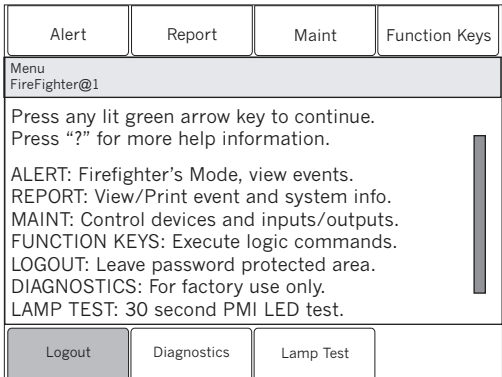 Alert Report Maint Function Keys
Menu
FireFighter@1
Press any lit green arrow key to continue.
Press “?” for more help information.
ALERT: Firefighter’s Mode, view events.
REPORT: View/Print event and system info.
MAINT: Control devices and inputs/outputs.
FUNCTION KEYS: Execute logic commands.
LOGOUT: Leave password protected area.
DIAGNOSTICS: For factory use only.
LAMP TEST: 30 second PMI LED test.
Logout Diagnostics Lamp Test